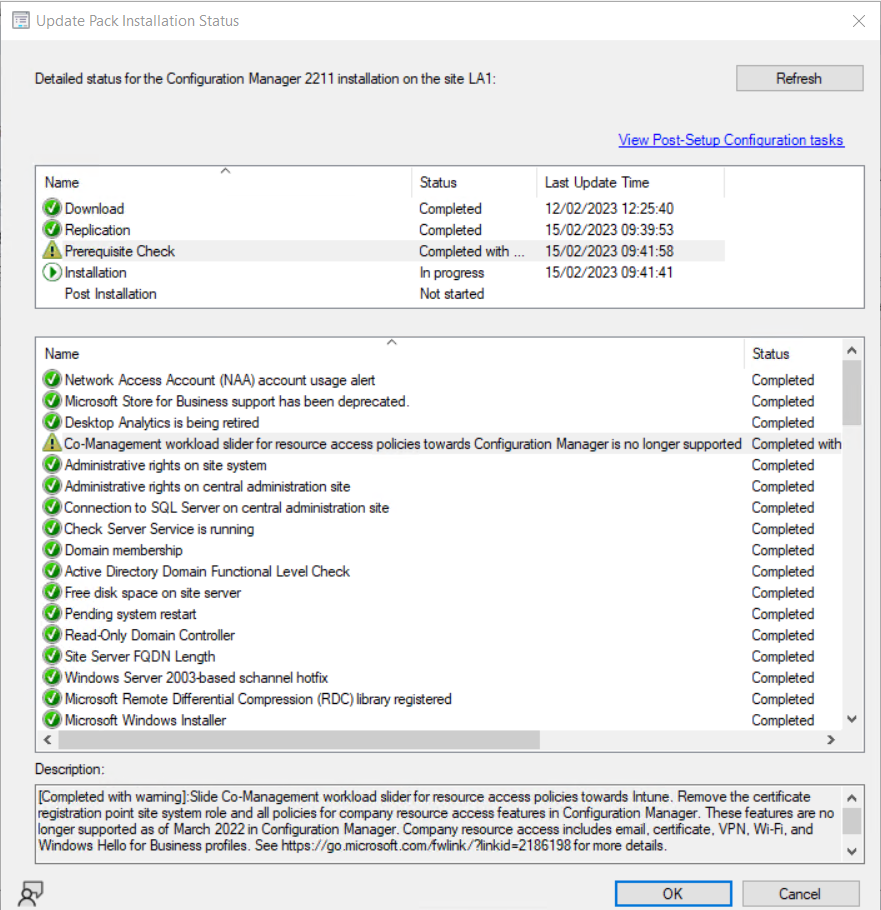 Update Pack Installation Status
Detailed status for the Configuration Manager 2211 installation on the site LA1:
Refresh
View Post-Setup Configuration tasks
Name Status Last Update Time
Download Completed 12/02/2023 12:25:40
Replication Completed 15/02/2023 09:39:53
Prerequisite Check Completed with ... 15/02/2023 09:41:58
Installation In progress 15/02/2023 09:41:41
Post Installation Not started
Name Status
Network Access Account (NAA) account usage alert Completed
Microsoft Store for Business support has been deprecated. Completed
Desktop Analytics is being retired Completed
Co-Management workload slider for resource access policies towards Configuration Manager is no longer supported Completed with
Administrative rights on site system Completed
Administrative rights on central administration site Completed
Connection to SQL Server on central administration site Completed
Check Server Service is running Completed
Domain membership Completed
Active Directory Domain Functional Level Check Completed
Free disk space on site server Completed
Pending system restart Completed
Read-Only Domain Controller Completed
Site Server FQDN Length Completed
Windows Server 2003-based schannel hotfix Completed
Microsoft Remote Differential Compression (RDC) library registered Completed
Microsoft Windows Installer Completed
Description:
[Completed with warning]:Slide Co-Management workload slider for resource access policies towards Intune. Remove the certificate
registration point site system role and all policies for company resource access features in Configuration Manager. These features are no
longer supported as of March 2022 in Configuration Manager. Company resource access includes email, certificate, VPN, Wi-Fi, and
Windows Hello for Business profiles. See https://go.microsoft.com/fwlink/?linkid=2186198 for more details.
OK Cancel